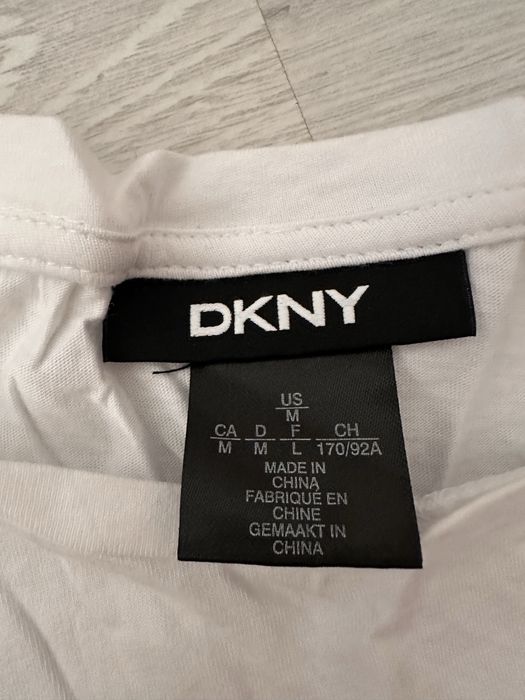 DKNY
US
M
CA D F CH
M M L 170/92A
MADE IN
CHINA
FABRIQUÉ EN
CHINE
GEMAAKT IN
CHINA